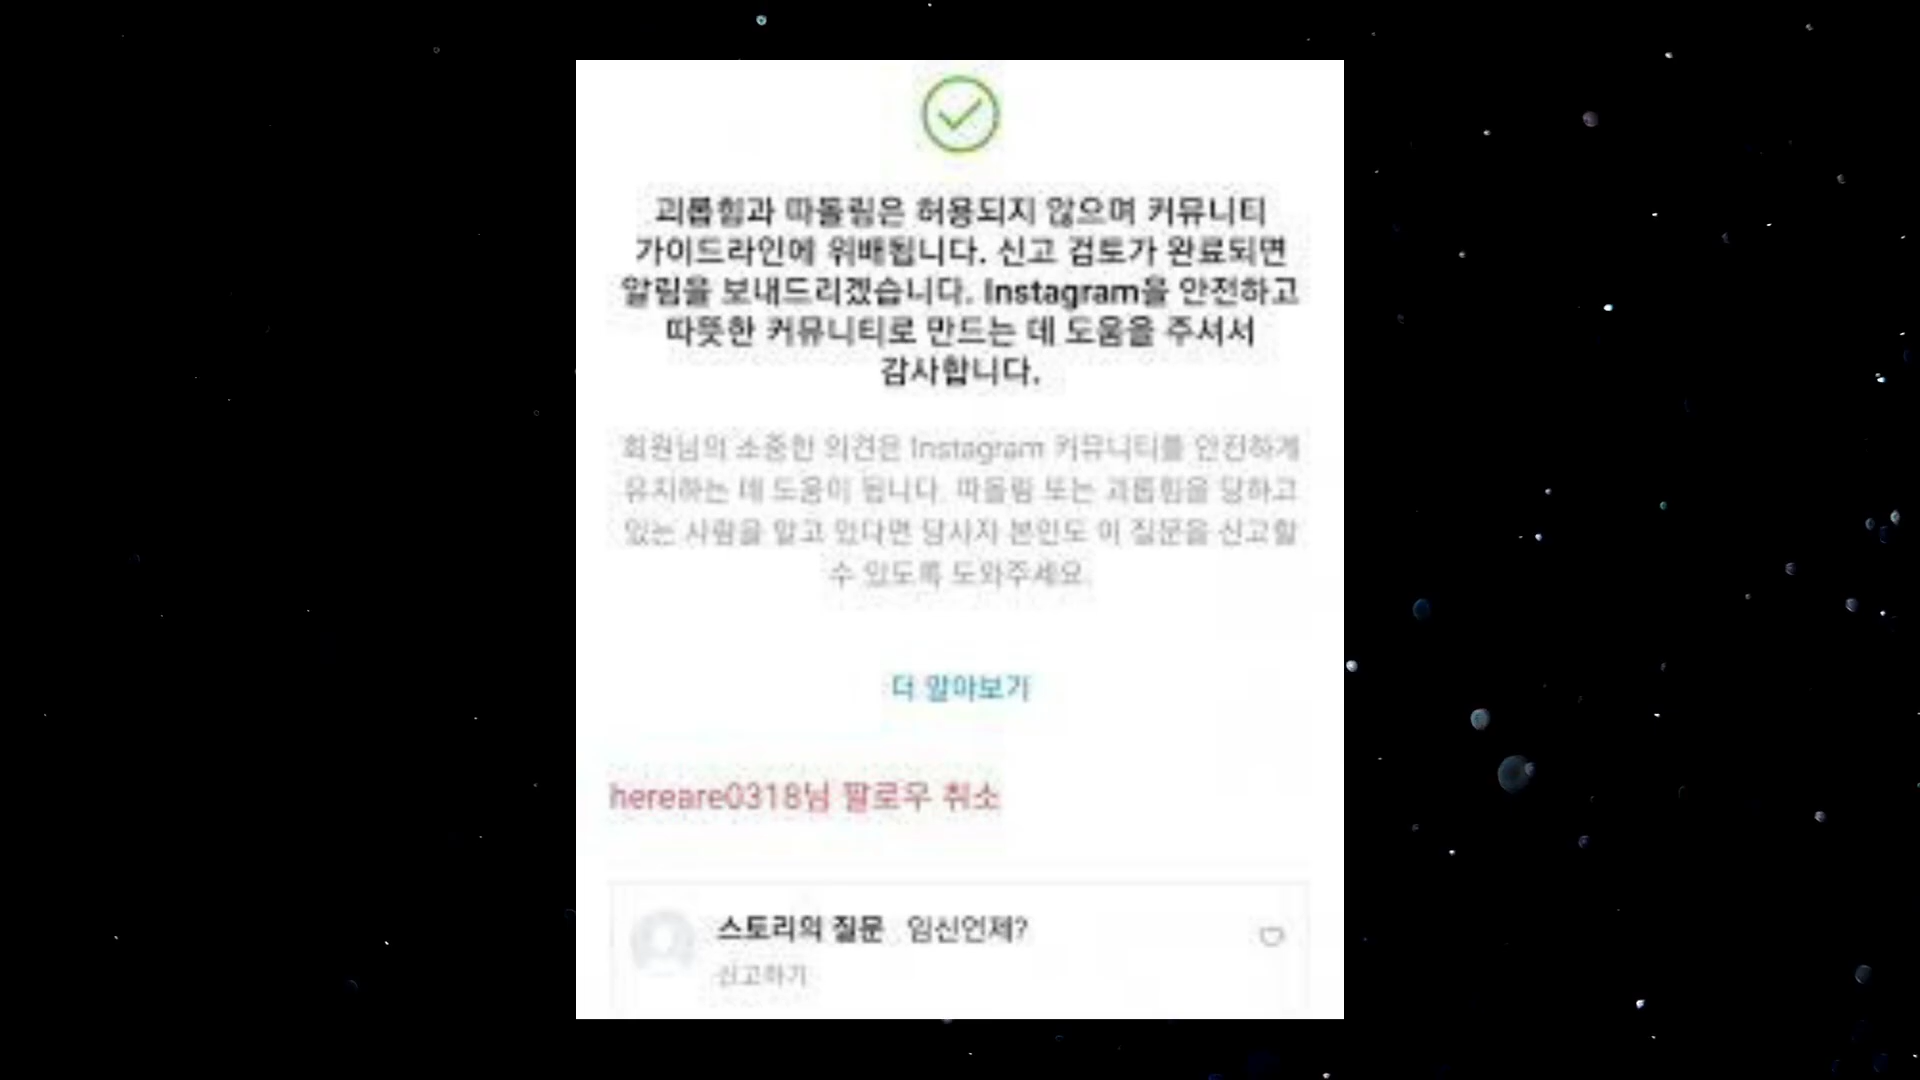 괴롭힘과 따돌림은 허용되지 않으며 커뮤니티
가이드라인에 위배됩니다. 신고 검토가 완료되면
알림을 보내드리겠습니다. Instagram을 안전하고
따뜻한 커뮤니티로 만드는 데 도움을 주셔서
감사합니다.
회원님의 소중한 의견은 Instagram 커뮤니티를 안전하게
유지하는 데 도움이 됩니다. 따돌림 또는 괴롭힘을 당하고
있는 사람을 알고 있다면 당사자 본인도 이 질문을 신고할
수 있도록 도와주세요.
더 알아보기
hereare0318님 팔로우 취소
스토리의 질문 임신언제?
신고하기